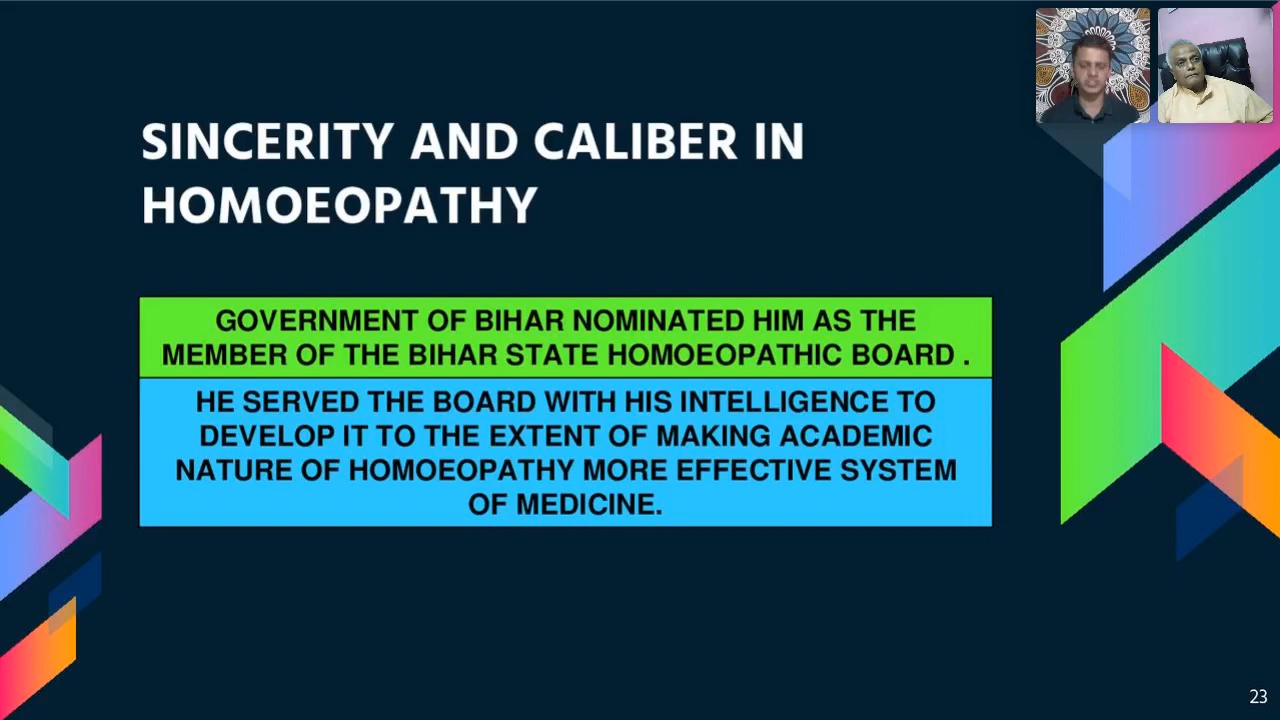 SINCERITY AND CALIBER IN
HOMOEOPATHY
GOVERNMENT OF BIHAR NOMINATED HIM AS THE
MEMBER OF THE BIHAR STATE HOMOEOPATHIC BOARD .
HE SERVED THE BOARD WITH HIS INTELLIGENCE TO
DEVELOP IT TO THE EXTENT OF MAKING ACADEMIC
NATURE OF HOMOEOPATHY MORE EFFECTIVE SYSTEM
OF MEDICINE.
23